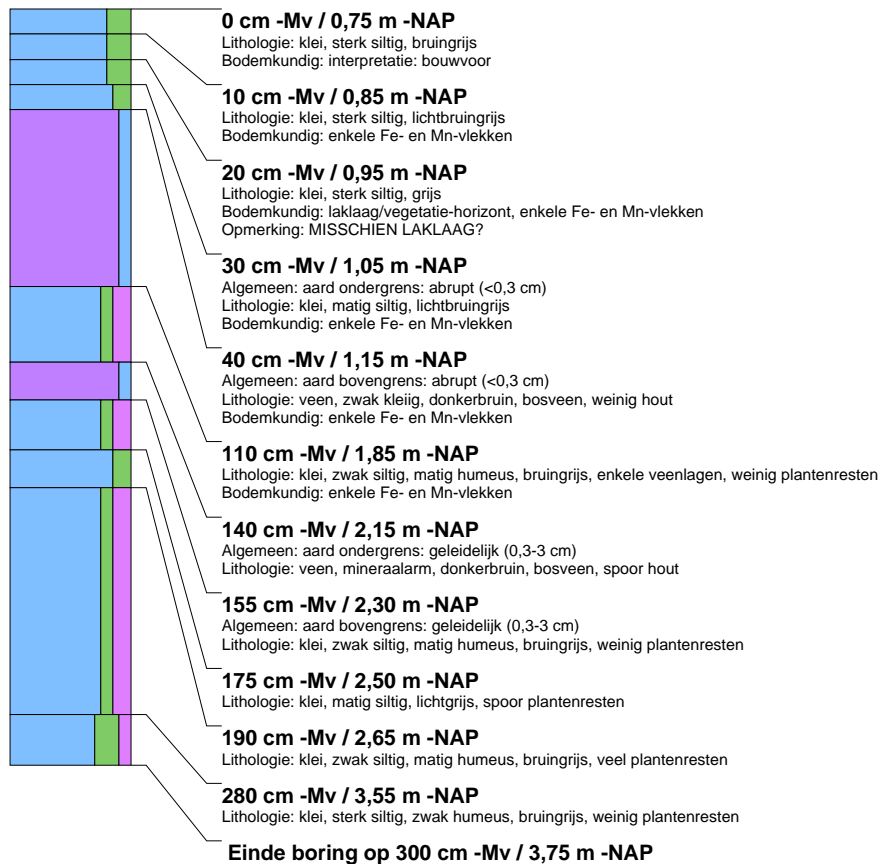 0 cm -Mv / 0,75 m -NAP
Lithologie: klei, sterk siltig, bruingrijs
Bodemkundig: interpretatie: bouwvoor
10 cm -Mv / 0,85 m -NAP
Lithologie: klei, sterk siltig, lichtbruingrijs
Bodemkundig: enkele Fe- en Mn-vlekken
20 cm -Mv / 0,95 m -NAP
Lithologie: klei, sterk siltig, grijs
Bodemkundig: laklaag/vegetatie-horizont, enkele Fe- en Mn-vlekken
Opmerking: MISSCHIEN LAKLAAG?
30 cm -Mv / 1,05 m -NAP
Algemeen: aard ondergrens: abrupt (<0,3 cm)
Lithologie: klei, matig siltig, lichtbruingrijs
Bodemkundig: enkele Fe- en Mn-vlekken
40 cm -Mv / 1,15 m -NAP
Algemeen: aard bovengrens: abrupt (<0,3 cm)
Lithologie: veen, zwak kleiig, donkerbruin, bosveen, weinig hout
Bodemkundig: enkele Fe- en Mn-vlekken
110 cm -Mv / 1,85 m -NAP
Lithologie: klei, zwak siltig, matig humeus, bruingrijs, enkele veenlagen, weinig plantenresten
Bodemkundig: enkele Fe- en Mn-vlekken
140 cm -Mv / 2,15 m -NAP
Algemeen: aard ondergrens: geleidelijk (0,3-3 cm)
Lithologie: veen, mineraalarm, donkerbruin, bosveen, spoor hout
155 cm -Mv / 2,30 m -NAP
Algemeen: aard bovengrens: geleidelijk (0,3-3 cm)
Lithologie: klei, zwak siltig, matig humeus, bruingrijs, weinig plantenresten
175 cm -Mv / 2,50 m -NAP
Lithologie: klei, matig siltig, lichtgrijs, spoor plantenresten
190 cm -Mv / 2,65 m -NAP
Lithologie: klei, zwak siltig, matig humeus, bruingrijs, veel plantenresten
280 cm -Mv / 3,55 m -NAP
Lithologie: klei, sterk siltig, zwak humeus, bruingrijs, weinig plantenresten
Einde boring op 300 cm -Mv / 3,75 m -NAP